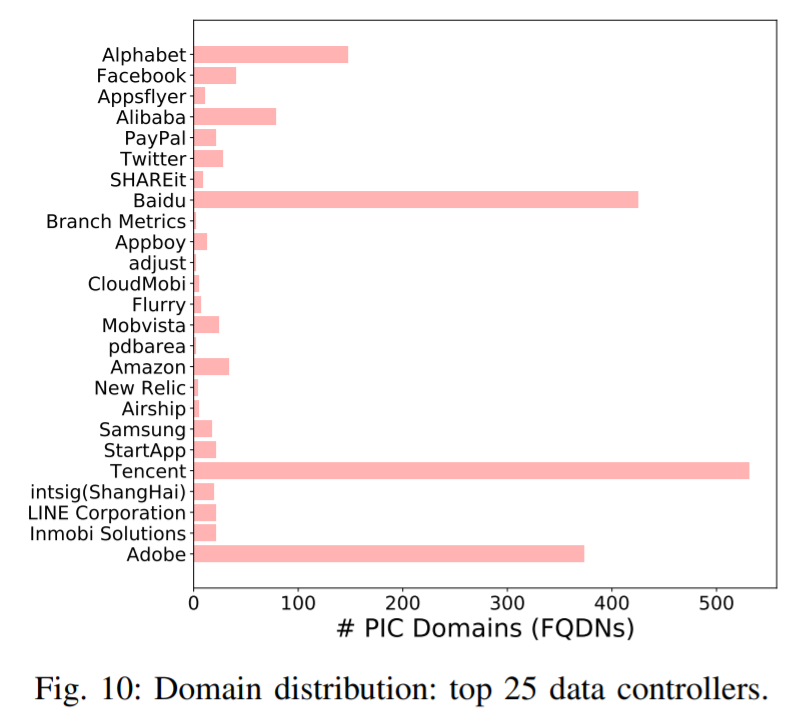 Alphabet
Facebook
Appsflyer
Alibaba
PayPal
Twitter
SHAREit
Baidu
Branch Metrics
Appboy
adjust
CloudMobi
Flurry
Mobvista
pdbarea
Amazon
New Relic
Airship
Samsung
StartApp
Tencent
intsig(ShangHai)
LINE Corporation
Inmobi Solutions
Adobe
0 100 200 300 400 500
# PIC Domains (FQDNs)
Fig. 10: Domain distribution: top 25 data controllers.